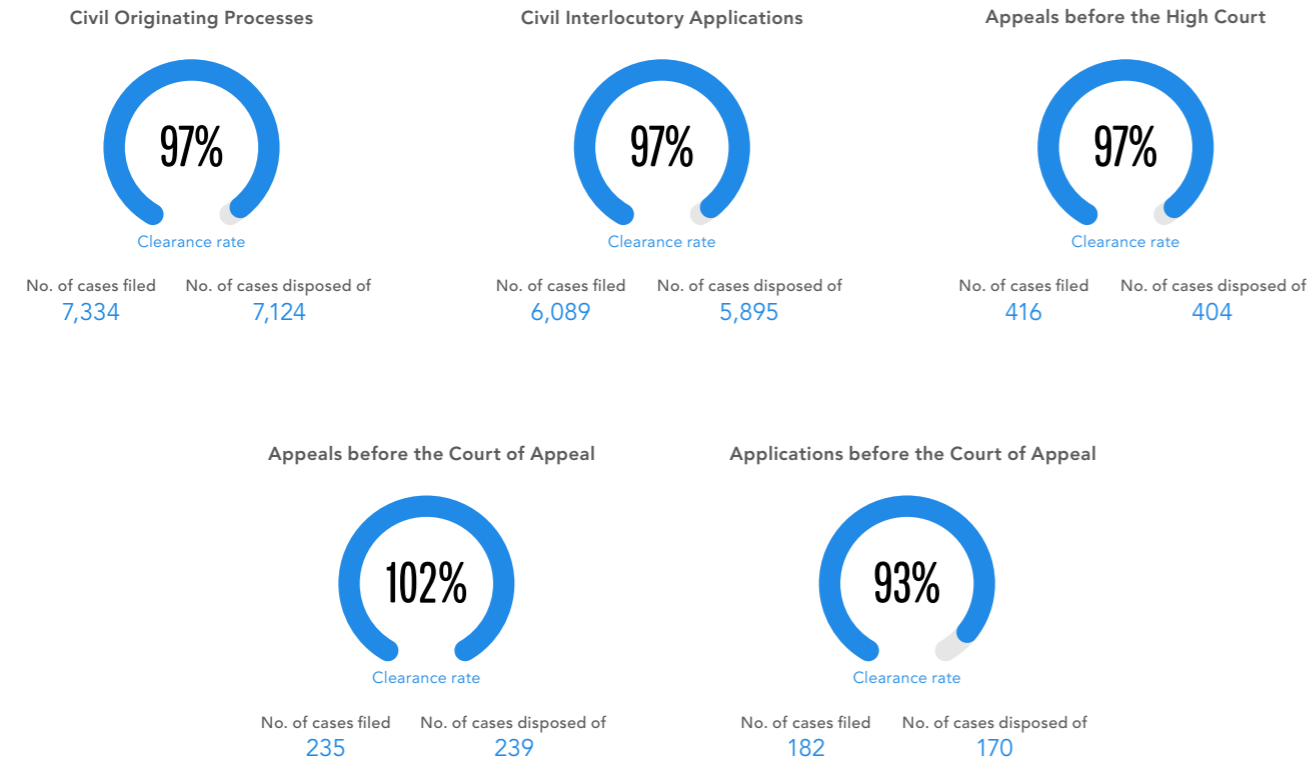 Civil Originating Processes
97%
Clearance rate
No. of cases filed
7,334
No. of cases disposed of
7,124
Civil Interlocutory Applications
97%
Clearance rate
No. of cases filed
6,089
No. of cases disposed of
5,895
Appeals before the High Court
97%
Clearance rate
No. of cases filed
416
No. of cases disposed of
404
Appeals before the Court of Appeal
102%
Clearance rate
No. of cases filed
235
No. of cases disposed of
239
Applications before the Court of Appeal
93%
Clearance rate
No. of cases filed
182
No. of cases disposed of
170